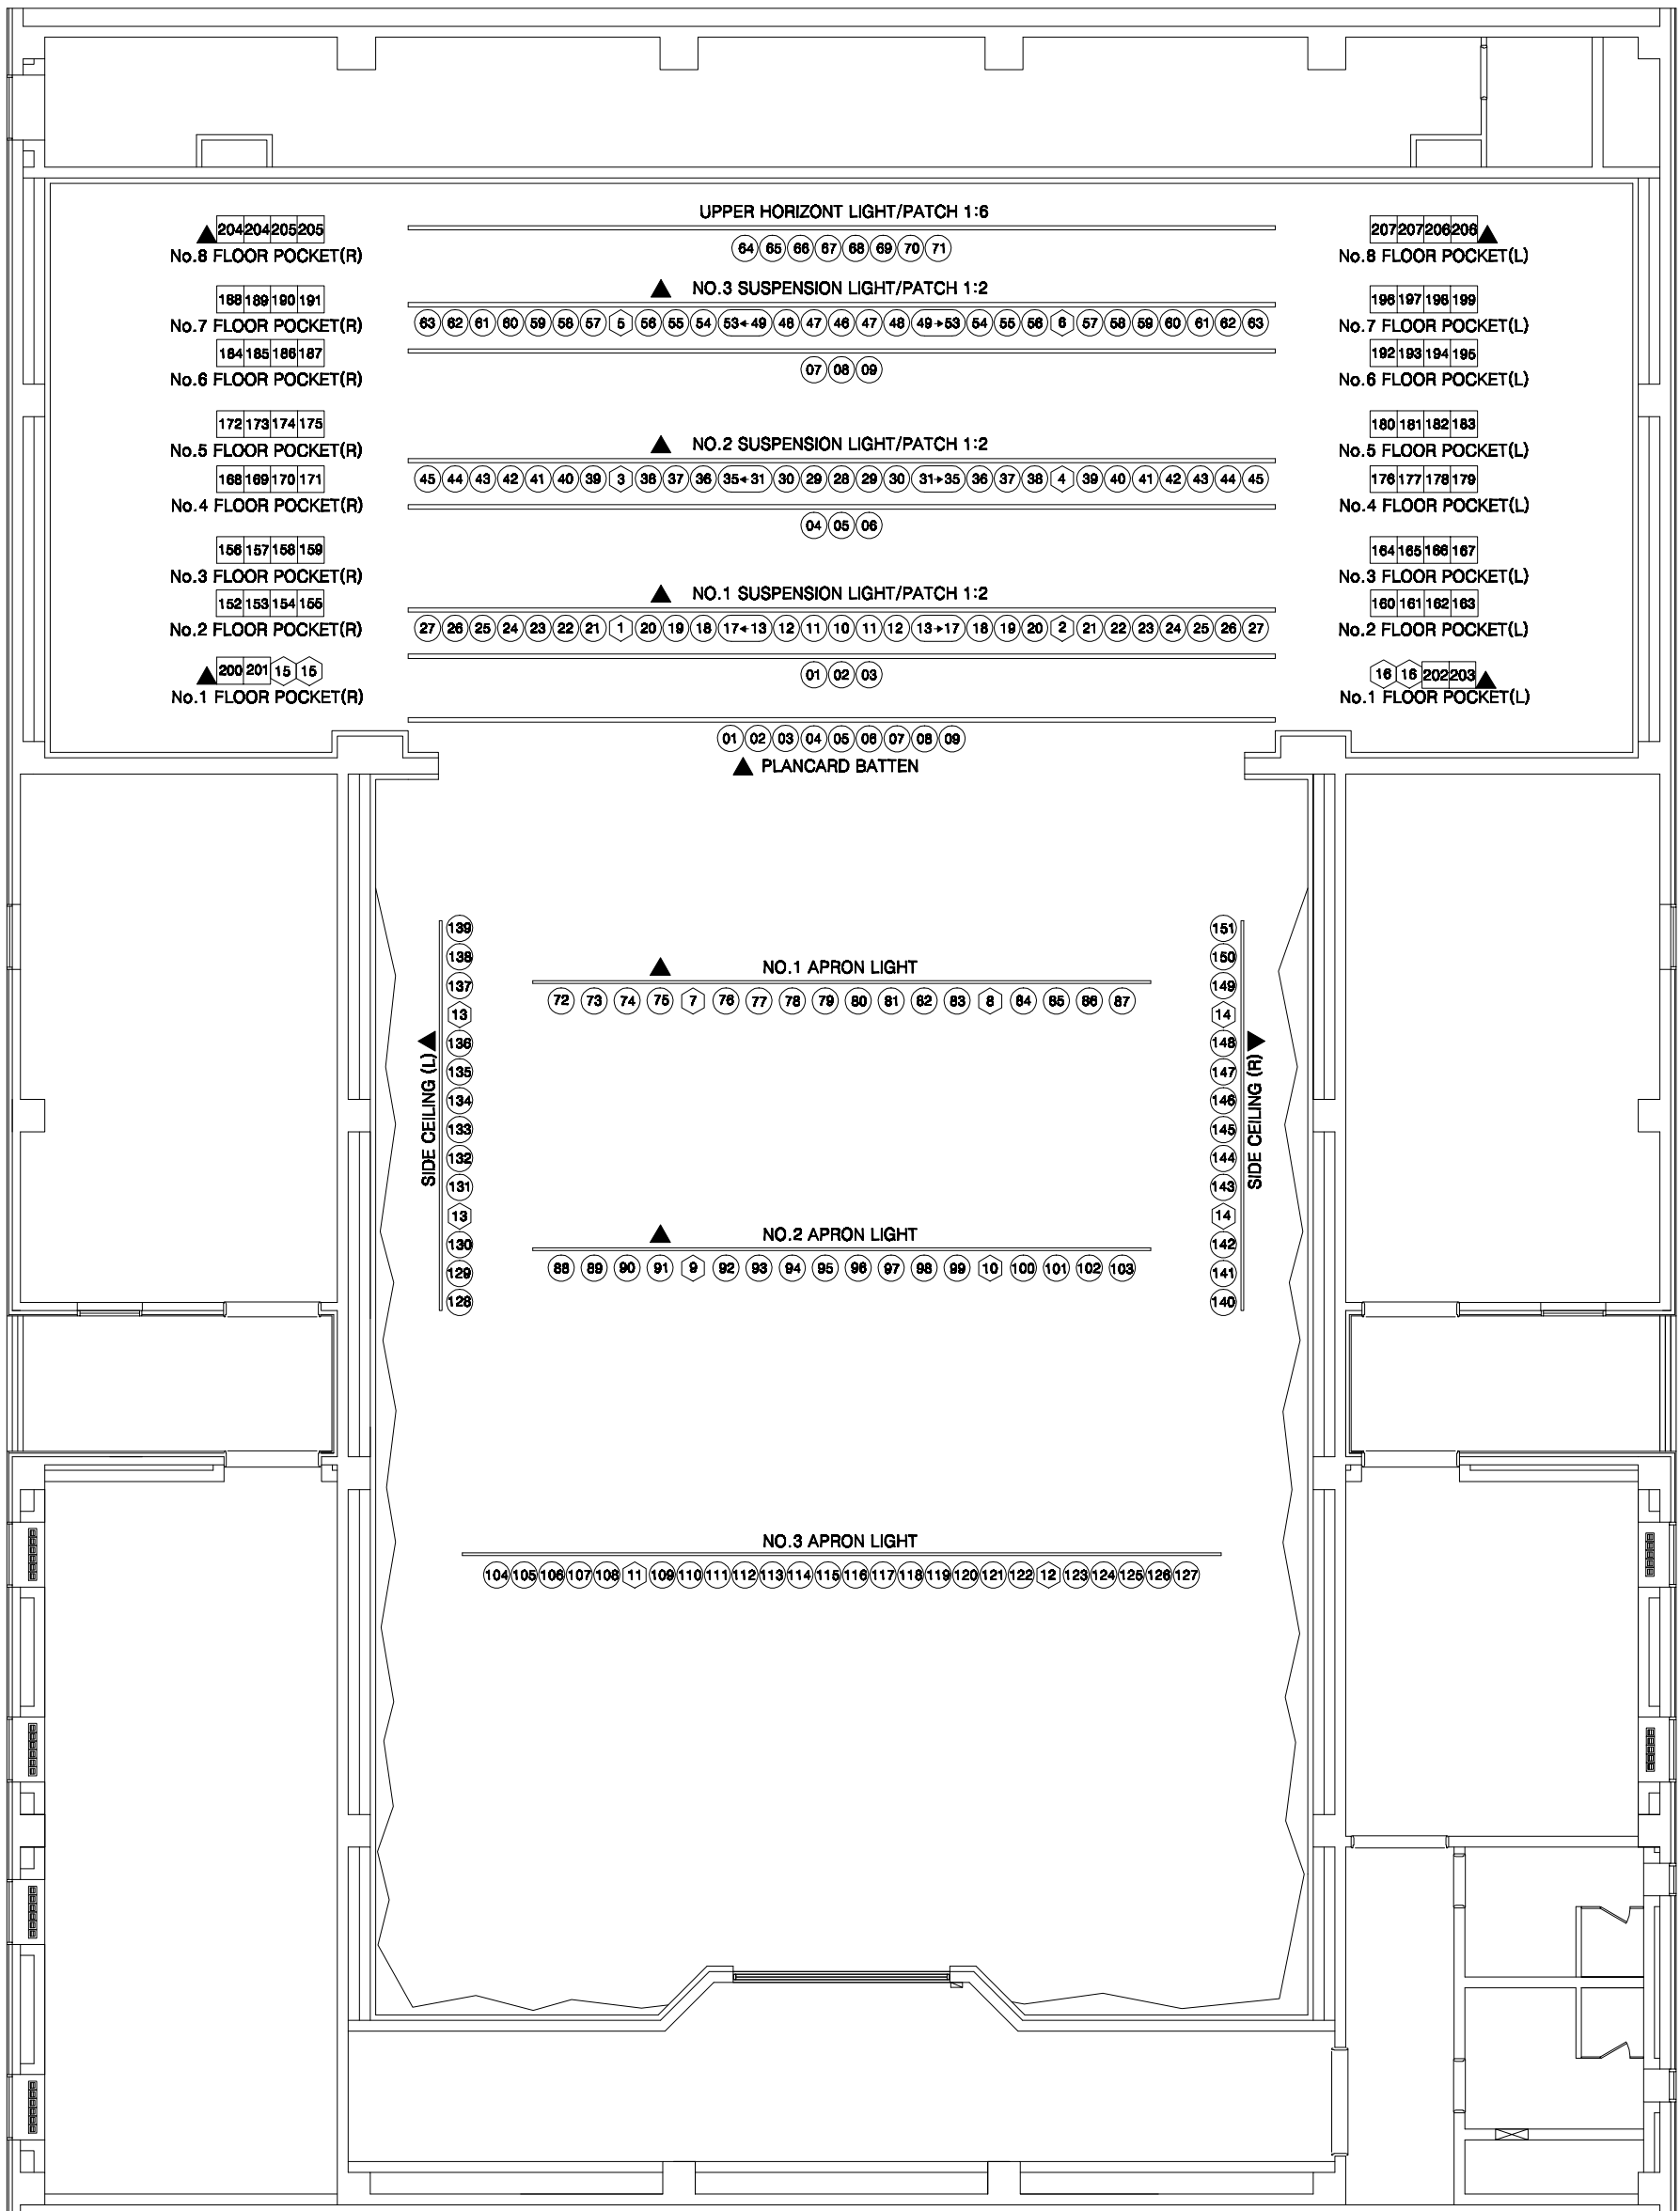 UPPER HORIZONT LIGHT/PATCH 1:6
204 204 205 205
207 207 206 206
64 65 66 67 68 69 70 71
No.8 FLOOR POCKET(R)
No.8 FLOOR POCKET(L)
NO.3 SUSPENSION LIGHT/PATCH 1:2
188 189 190 191
196 197 198 199
No.7 FLOOR POCKET(R)
63 62 61 60 59 58 57 5 56 55 54 53←49 48 47 46 47 48 49→53 54 55 56 6 57 58 59 60 61 62 63
No.7 FLOOR POCKET(L)
184 185 186 187
192 193 194 195
07 08 09
No.6 FLOOR POCKET(R)
No.6 FLOOR POCKET(L)
172 173 174 175
180 181 182 183
NO.2 SUSPENSION LIGHT/PATCH 1:2
No.5 FLOOR POCKET(R)
No.5 FLOOR POCKET(L)
168 169 170 171
45 44 43 42 41 40 39 3 38 37 36 35←31 30 29 28 29 30 31→35 36 37 38 4 39 40 41 42 43 44 45
176 177 178 179
No.4 FLOOR POCKET(R)
No.4 FLOOR POCKET(L)
04 05 06
156 157 158 159
164 165 166 167
No.3 FLOOR POCKET(R)
No.3 FLOOR POCKET(L)
NO.1 SUSPENSION LIGHT/PATCH 1:2
152 153 154 155
160 161 162 163
No.2 FLOOR POCKET(R)
27 26 25 24 23 22 21 1 20 19 18 17←13 12 11 10 11 12 13→17 18 19 20 2 21 22 23 24 25 26 27
No.2 FLOOR POCKET(L)
200 201 15 15
01 02 03
16 16 202 203
No.1 FLOOR POCKET(R)
No.1 FLOOR POCKET(L)
01 02 03 04 05 06 07 08 09
PLANCARD BATTEN
139
138
137
13
136
135
134
133
132
131
13
130
129
128
SIDE CEILING (L)
NO.1 APRON LIGHT
72 73 74 75 7 76 77 78 79 80 81 82 83 8 84 85 86 87
NO.2 APRON LIGHT
88 89 90 91 9 92 93 94 95 96 97 98 99 10 100 101 102 103
151
150
149
14
148
147
146
145
144
143
14
142
141
140
SIDE CEILING (R)
NO.3 APRON LIGHT
104 105 106 107 108 11 109 110 111 112 113 114 115 116 117 118 119 120 121 122 12 123 124 125 126 127